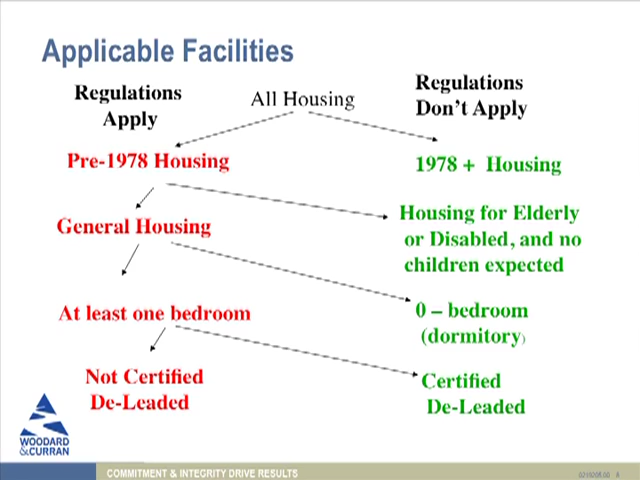 Applicable Facilities
Regulations
Apply
All Housing
Regulations
Don't Apply
Pre-1978 Housing
1978 + Housing
General Housing
Housing for Elderly
or Disabled, and no
children expected
At least one bedroom
0 – bedroom
(dormitory)
Not Certified
De-Leaded
Certified
De-Leaded
WOODARD
&CURRAN
COMMITMENT & INTEGRITY DRIVE RESULTS